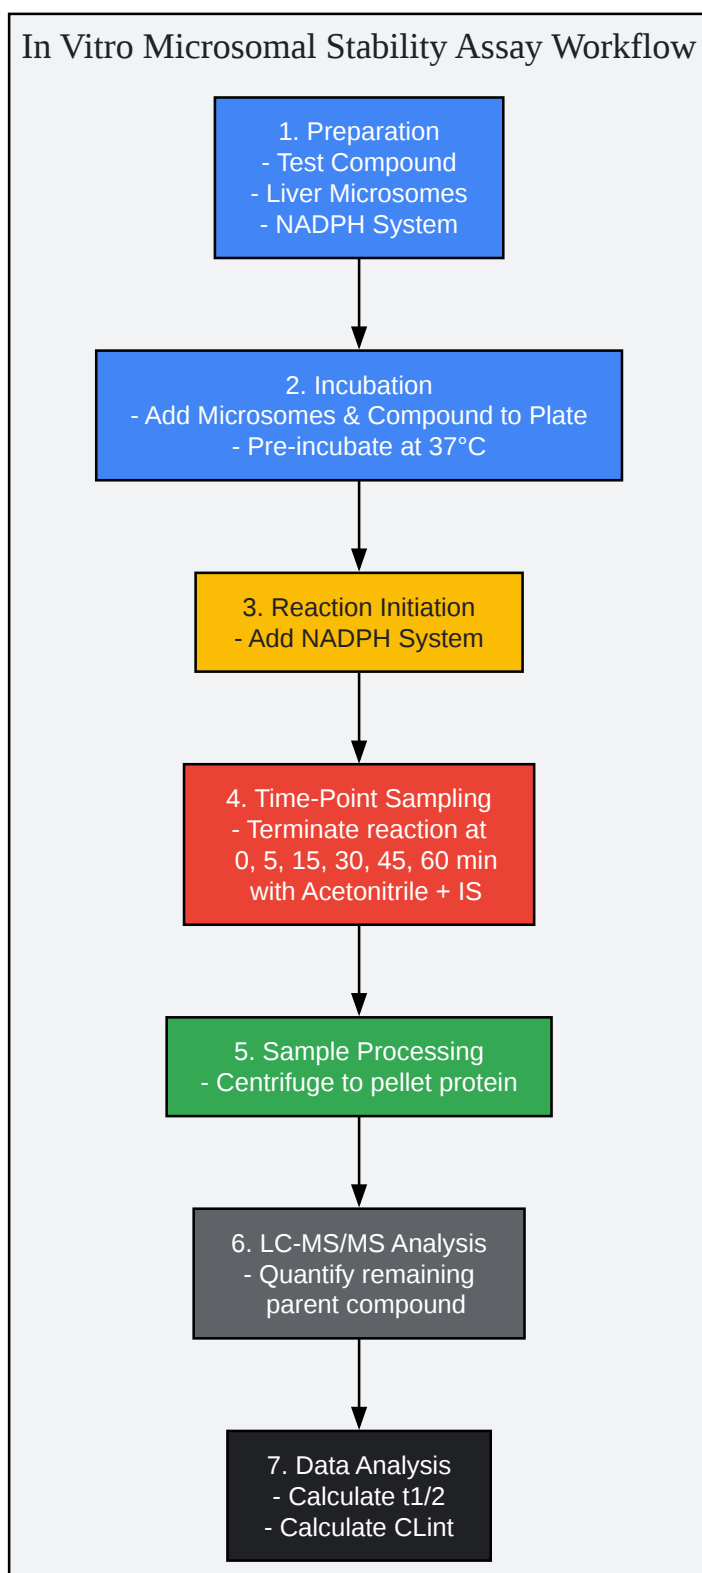 In Vitro Microsomal Stability Assay Workflow
1. Preparation
- Test Compound
- Liver Microsomes
- NADPH System
2. Incubation
- Add Microsomes & Compound to Plate
- Pre-incubate at 37°C
3. Reaction Initiation
- Add NADPH System
4. Time-Point Sampling
- Terminate reaction at
0, 5, 15, 30, 45, 60 min
with Acetonitrile + IS
5. Sample Processing
- Centrifuge to pellet protein
6. LC-MS/MS Analysis
- Quantify remaining
parent compound
7. Data Analysis
- Calculate t1/2
- Calculate CLint